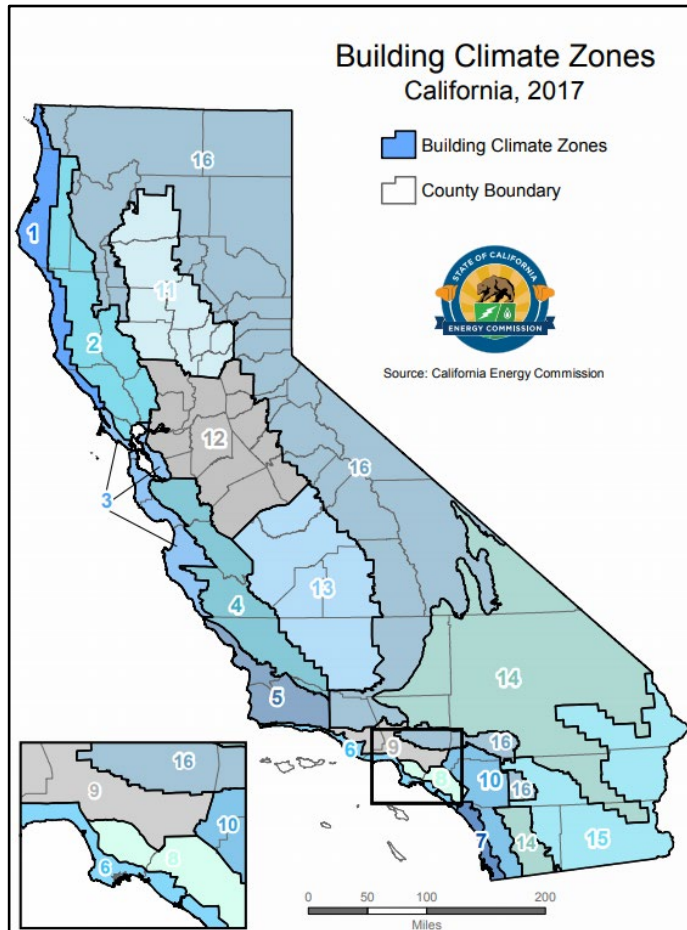 Building Climate Zones
California, 2017
Building Climate Zones
County Boundary
STATE OF CALIFORNIA
ENERGY COMMISSION
Source: California Energy Commission
16
1
11
2
12
16
3
13
4
14
5
6
9
16
8
10
16
7
14
15
16
9
10
8
6
0 50 100 200
Miles